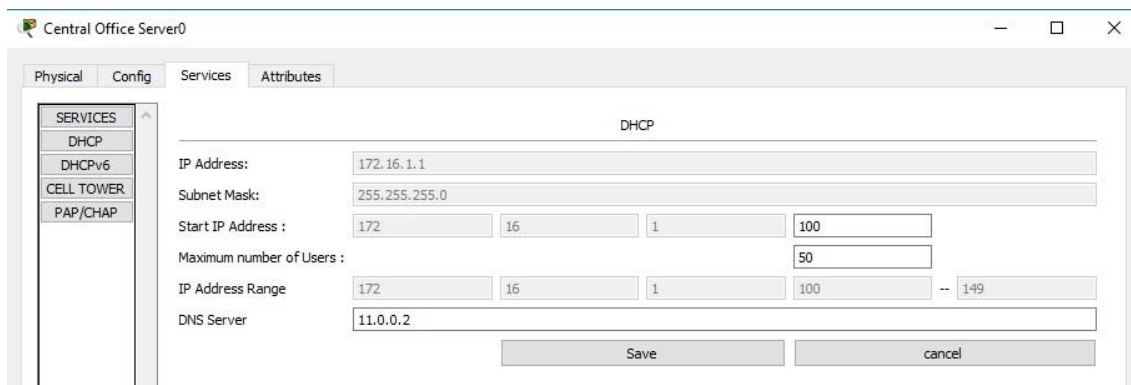 Central Office Server0
Physical Config Services Attributes
SERVICES
DHCP
DHCPv6
CELL TOWER
PAP/CHAP
DHCP
IP Address: 172.16.1.1
Subnet Mask: 255.255.255.0
Start IP Address : 172 16 1 100
Maximum number of Users : 50
IP Address Range 172 16 1 100 -- 149
DNS Server 11.0.0.2
Save cancel